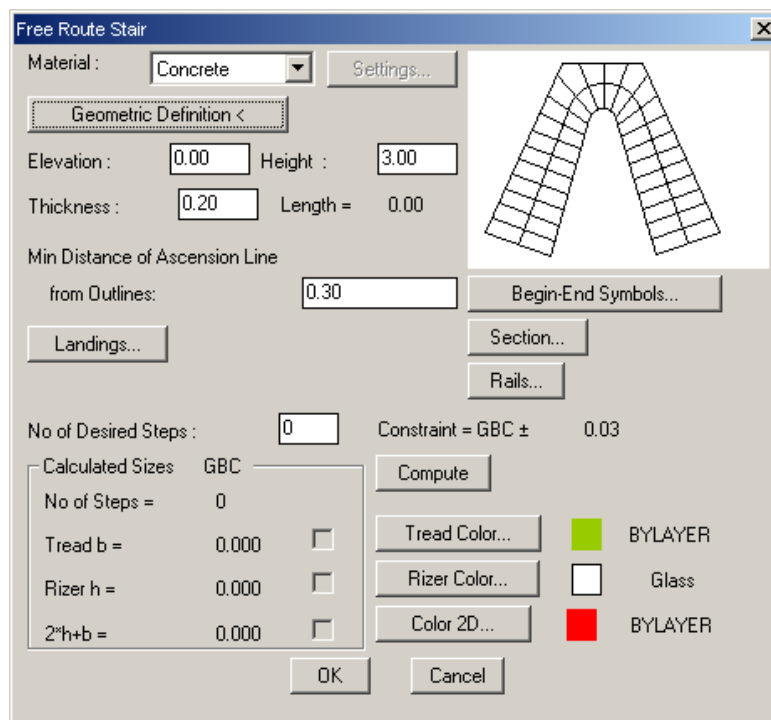 Free Route Stair
Material :
Concrete
Settings...
Geometric Definition <
Elevation :
0.00
Height :
3.00
Thickness :
0.20
Length =
0.00
Min Distance of Ascension Line
from Outlines:
0.30
Begin-End Symbols...
Landings...
Section...
Rails...
No of Desired Steps :
0
Constraint = GBC ±
0.03
Calculated Sizes
GBC
Compute
No of Steps =
0
Tread b =
0.000
Tread Color...
BYLAYER
Rizer h =
0.000
Rizer Color...
Glass
2*h+b =
0.000
Color 2D...
BYLAYER
OK
Cancel